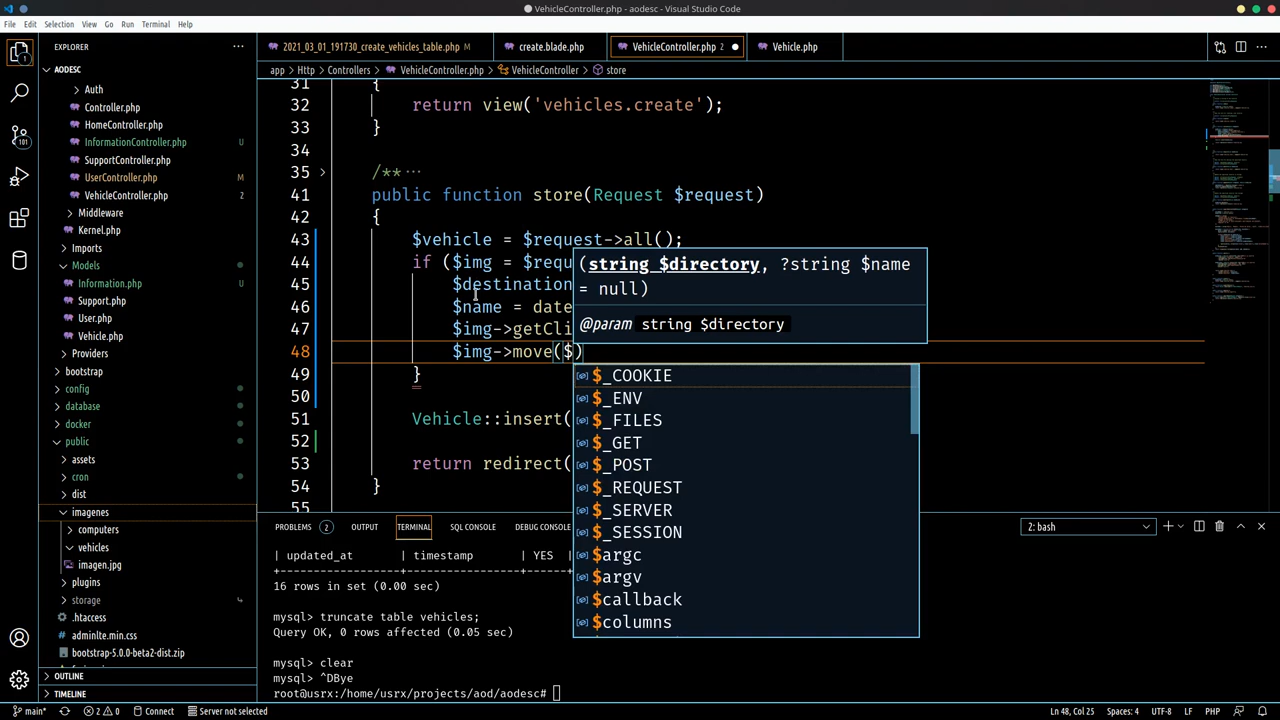 VehicleController.php - aodesc - Visual Studio Code
File Edit Selection View Go Run Terminal Help
EXPLORER
2021_03_01_191730_create_vehicles_table.php M
create.blade.php
VehicleController.php 2
Vehicle.php
app > Http > Controllers > VehicleController.php > VehicleController > store
AODESC
Auth
Controller.php
HomeController.php
InformationController.php U
SupportController.php
UserController.php M
VehicleController.php 2
Middleware
Kernel.php
Imports
Models
Information.php U
Support.php
User.php
Vehicle.php
Providers
bootstrap
config
database
docker
public
assets
cron
dist
imagenes
computers
vehicles
imagen.jpg
plugins
storage
.htaccess
adminlte.min.css
bootstrap-5.0.0-beta2-dist.zip
OUTLINE
TIMELINE
31 {
32 return view('vehicles.create');
33 }
34
35 /** ···
41 public function store(Request $request)
42 {
43 $vehicle = $request->all();
44 if ($img =
45 $destination
46 $name = date
47 $img->getCli
48 $img->move($)
49 }
50
51 Vehicle::insert(
52
53 return redirect(
54 }
55
(string $directory, ?string $name
= null)
@param string $directory
$_COOKIE
$_ENV
$_FILES
$_GET
$_POST
$_REQUEST
$_SERVER
$_SESSION
$argc
$argv
$callback
$columns
PROBLEMS 2 OUTPUT TERMINAL SQL CONSOLE DEBUG CONSOLE 2: bash
| updated_at | timestamp | YES |
16 rows in set (0.00 sec)
mysql> truncate table vehicles;
Query OK, 0 rows affected (0.05 sec)
mysql> clear
mysql> ^DBye
root@usrx:/home/usrx/projects/aod/aodesc#
main* 2 0 Connect Server not selected Ln 48, Col 25 Spaces: 4 UTF-8 LF PHP